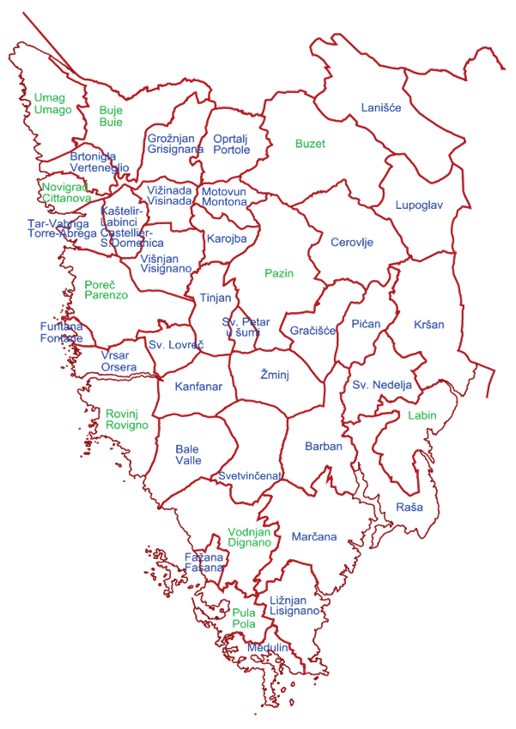 Lanišće
Umag
Umago
Buje
Buie
Grožnjan
Grisignana
Oprtalj
Portole
Buzet
Brtonigla
Verteneglio
Novigrad
Cittanova
Vižinada
Visinada
Motovun
Montona
Lupoglav
Kaštelir-
Labinci
Castellier-
S.Domenica
Tar-Vabriga
Torre-Abrega
Karojba
Cerovlje
Višnjan
Visignano
Pazin
Poreč
Parenzo
Tinjan
Sv. Petar
u šumi
Gračišće
Pićan
Kršan
Funtana
Fontane
Sv. Lovreč
Vrsar
Orsera
Kanfanar
Žminj
Sv. Nedelja
Rovinj
Rovigno
Labin
Bale
Valle
Barban
Svetvinčenat
Raša
Vodnjan
Dignano
Marčana
Fažana
Fasana
Ližnjan
Lisignano
Pula
Pola
Medulin